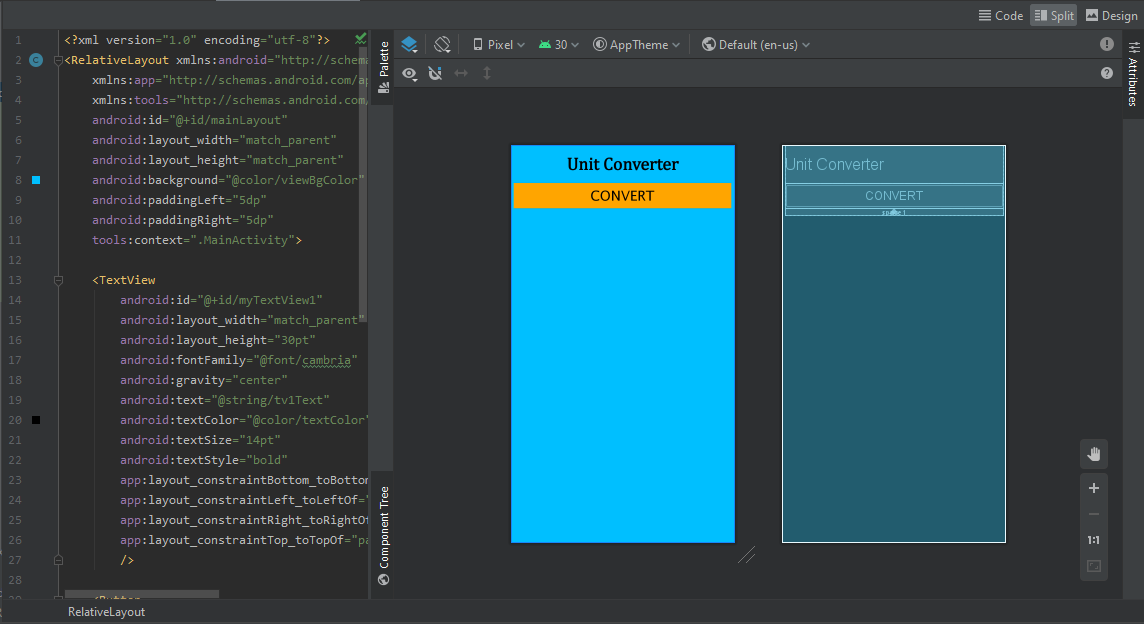 Code Split Design
Pixel 30 AppTheme Default (en-us)
Palette
Attributes
Component Tree
1 <?xml version="1.0" encoding="utf-8"?>
2 <RelativeLayout xmlns:android="http://schema
3 xmlns:app="http://schemas.android.com/ap
4 xmlns:tools="http://schemas.android.com/
5 android:id="@+id/mainLayout"
6 android:layout_width="match_parent"
7 android:layout_height="match_parent"
8 android:background="@color/viewBgColor"
9 android:paddingLeft="5dp"
10 android:paddingRight="5dp"
11 tools:context=".MainActivity">
12
13 <TextView
14 android:id="@+id/myTextView1"
15 android:layout_width="match_parent"
16 android:layout_height="30pt"
17 android:fontFamily="@font/cambria"
18 android:gravity="center"
19 android:text="@string/tv1Text"
20 android:textColor="@color/textColor"
21 android:textSize="14pt"
22 android:textStyle="bold"
23 app:layout_constraintBottom_toBottom
24 app:layout_constraintLeft_toLeftOf="
25 app:layout_constraintRight_toRightOf
26 app:layout_constraintTop_toTopOf="pa
27 />
28
Unit Converter
CONVERT
Unit Converter
CONVERT
1:1
RelativeLayout